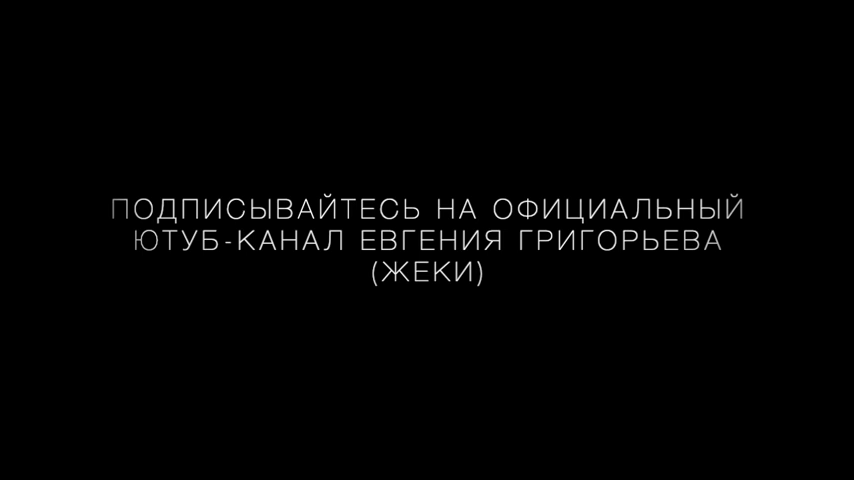 ПОДПИСЫВАЙТЕСЬ НА ОФИЦИАЛЬНЫЙ
ЮТУБ-КАНАЛ ЕВГЕНИЯ ГРИГОРЬЕВА
(ЖЕКИ)